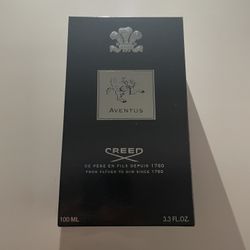 AVENTUS
CREED
DE PÈRE EN FILS DEPUIS 1760
FROM FATHER TO SON SINCE 1760
100 ML
3.3 FL.OZ.